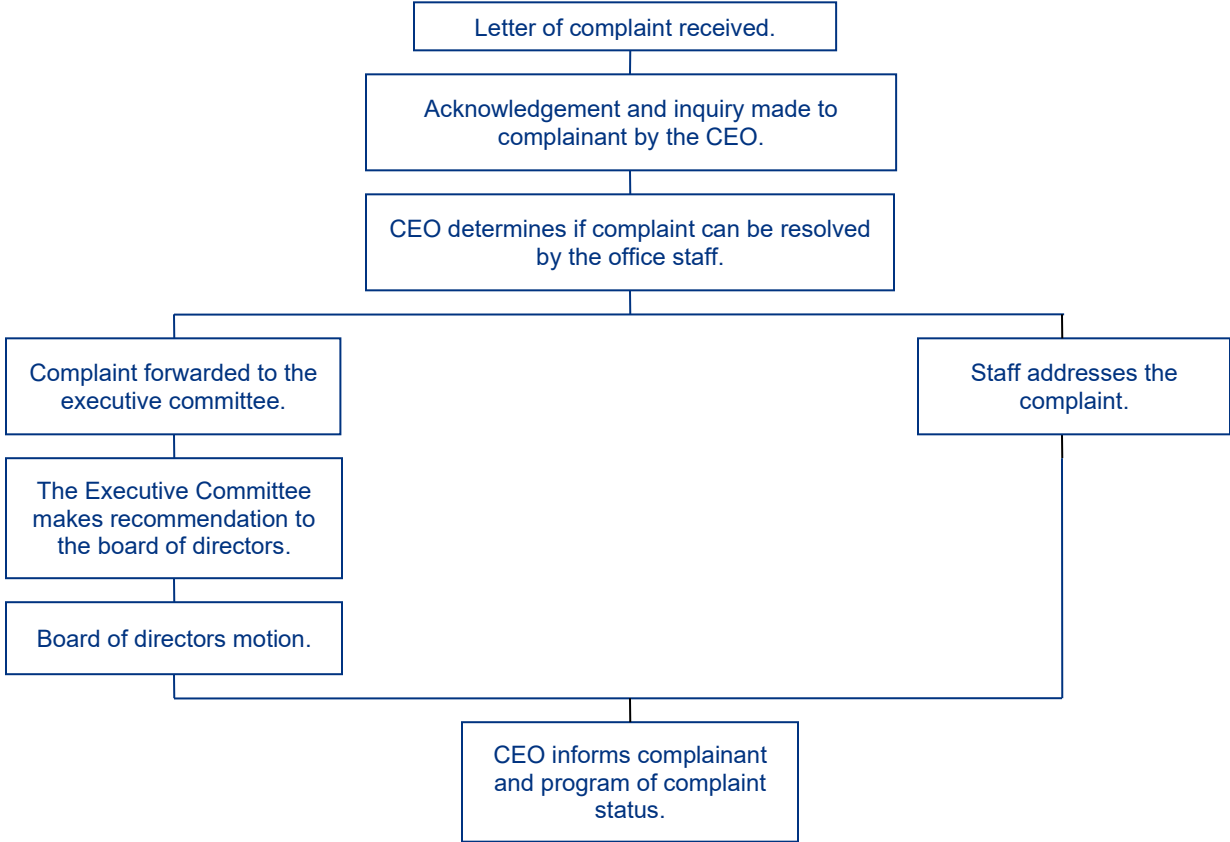 Letter of complaint received.
Acknowledgement and inquiry made to
complainant by the CEO.
CEO determines if complaint can be resolved
by the office staff.
Complaint forwarded to the
executive committee.
Staff addresses the
complaint.
The Executive Committee
makes recommendation to
the board of directors.
Board of directors motion.
CEO informs complainant
and program of complaint
status.